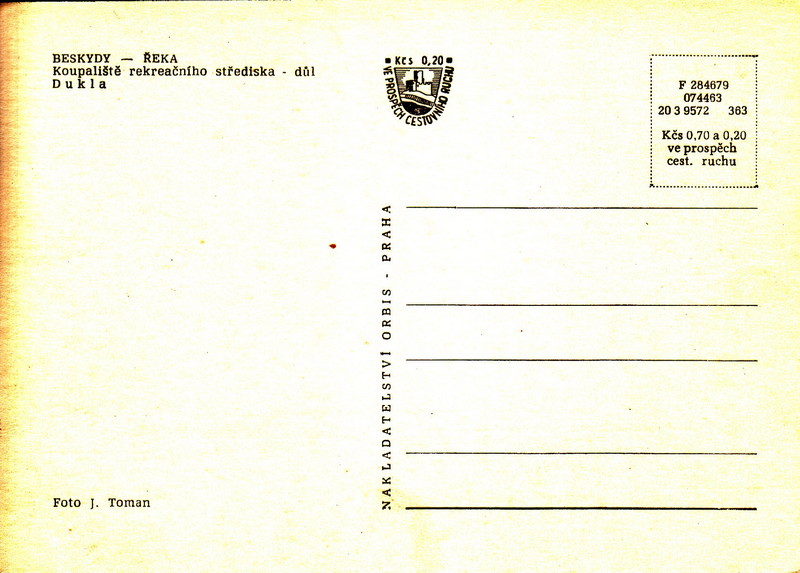 BESKYDY — ŘEKA
Koupaliště rekreačního střediska - důl
Dukla
Kčs 0,20
VE PROSPĚCH CESTOVNÍHO RUCHU
F 284679
074463
20 3 9572 363
Kčs 0,70 a 0,20
ve prospěch
cest. ruchu
NAKLADATELSTVÍ ORBIS - PRAHA
Foto J. Toman